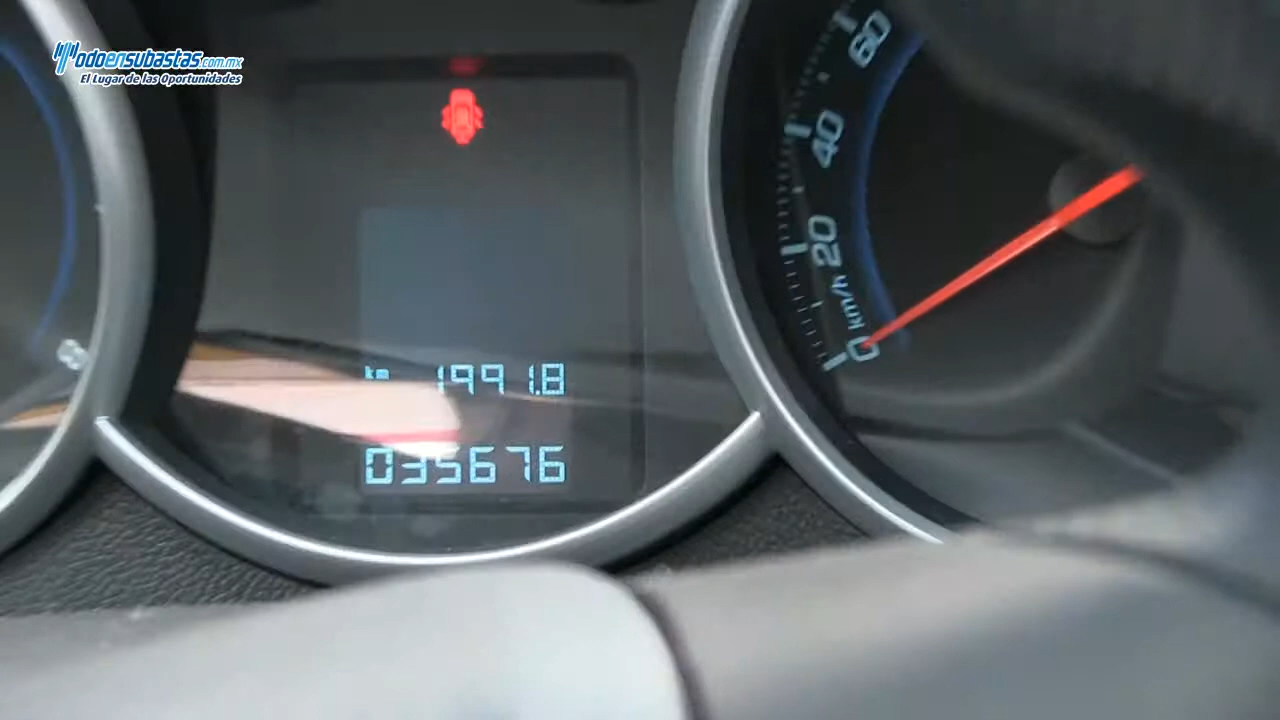 todoensubastas.com.mx
El Lugar de las Oportunidades
60
40
20
0 km/h
km 1991.8
035676